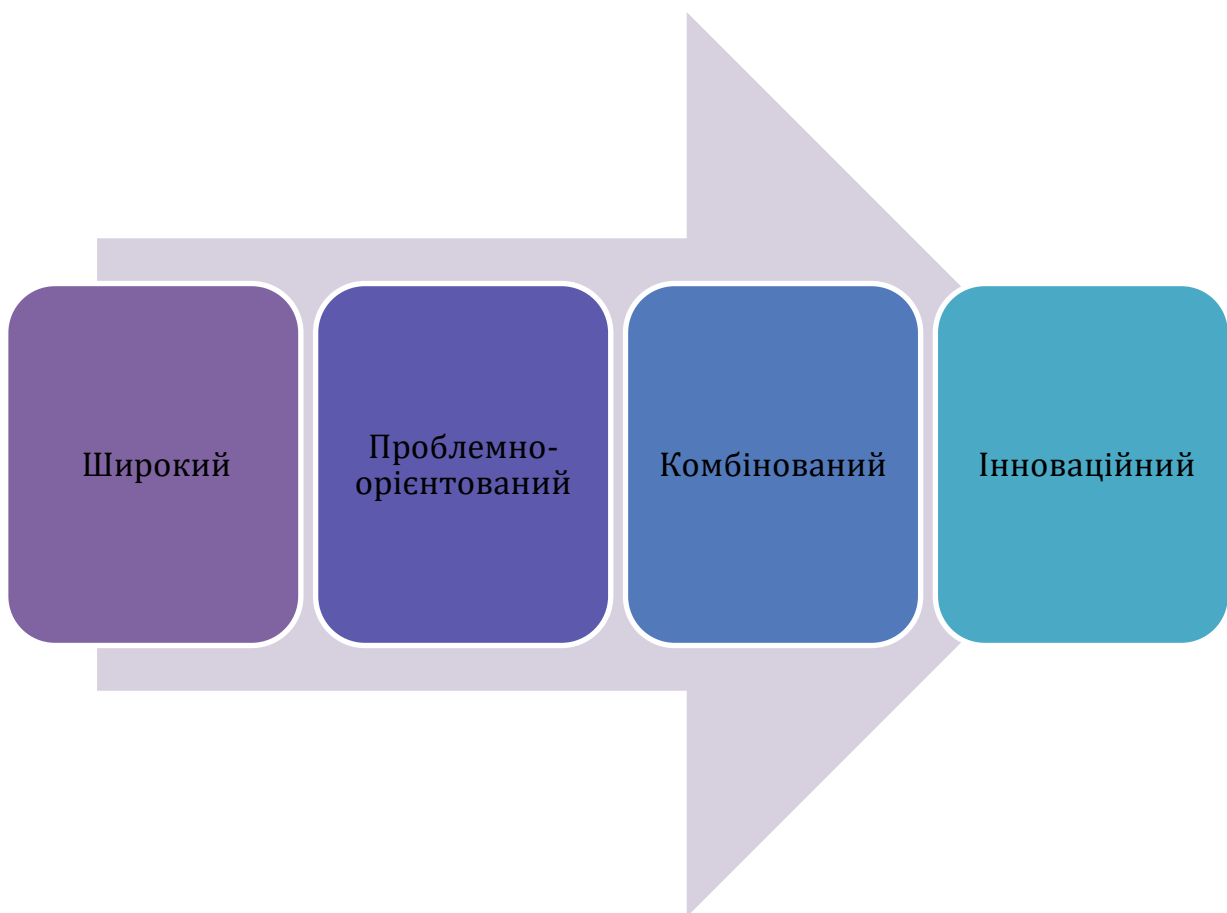 Широкий
Проблемно-
орієнтований
Комбінований
Інноваційний